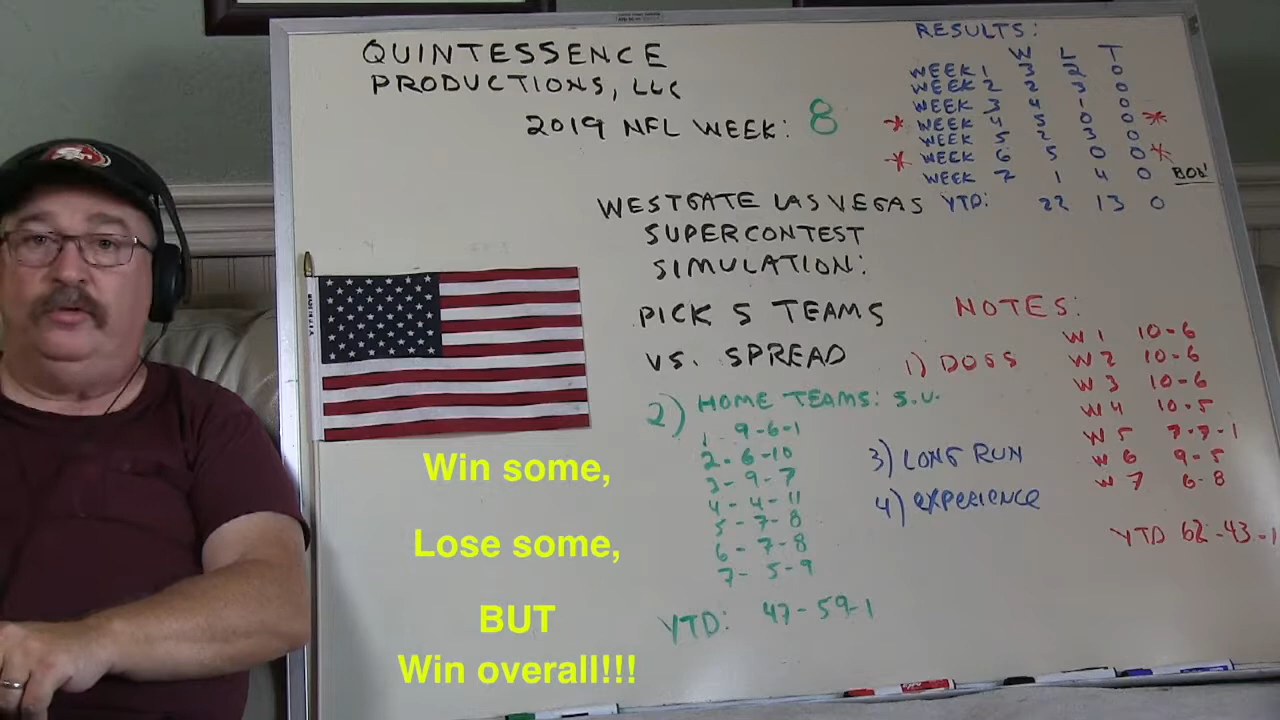 QUINTESSENCE
PRODUCTIONS, LLC
2019 NFL WEEK: 8
RESULTS:
W L T
WEEK 1 3 2 0
WEEK 2 2 3 0
WEEK 3 4 1 0
* WEEK 4 5 0 0 *
WEEK 5 2 3 0
* WEEK 6 5 0 0 *
WEEK 7 1 4 0 BOO!
YTD: 22 13 0
WESTGATE LAS VEGAS
SUPERCONTEST
SIMULATION:
PICK 5 TEAMS
VS. SPREAD
NOTES:
1) DOGS
W 1 10-6
W 2 10-6
W 3 10-6
W 4 10-5
W 5 7-7-1
W 6 9-5
W 7 6-8
YTD 62-43-1
2) HOME TEAMS: S.U.
1 9-6-1
2-6-10
3-9-7
4-4-11
5-7-8
6-7-8
7-5-9
YTD: 47-59-1
3) LONG RUN
4) EXPERIENCE
Win some,
Lose some,
BUT
Win overall!!!